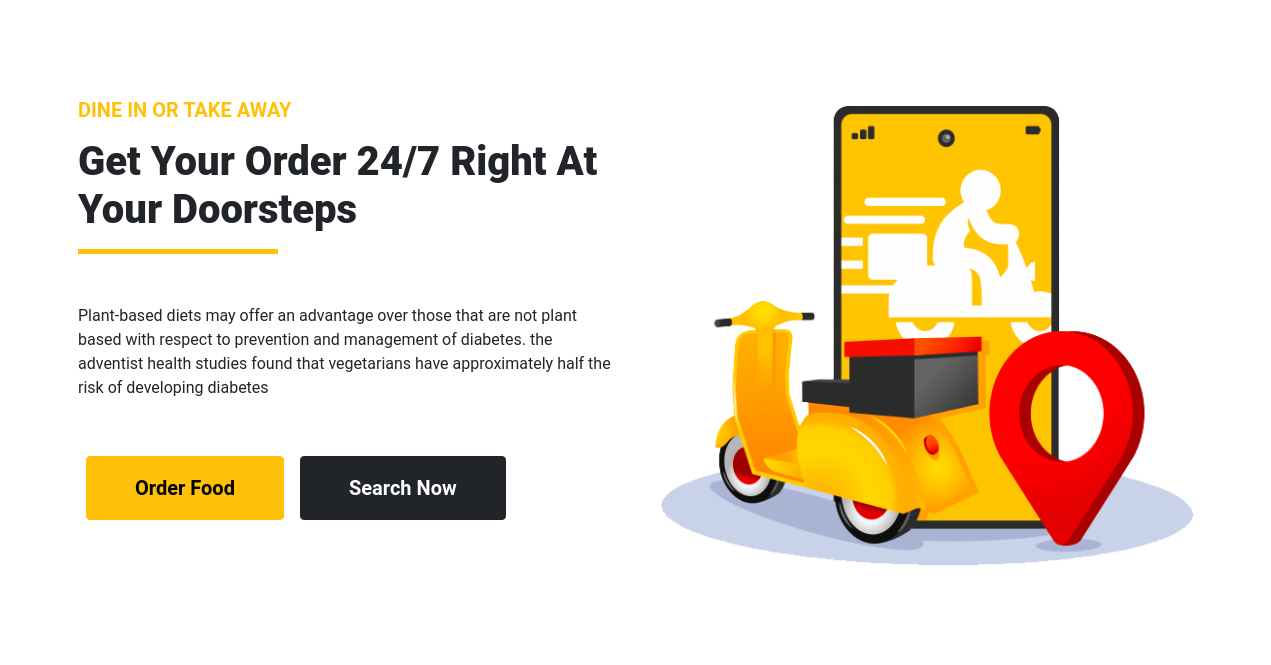 DINE IN OR TAKE AWAY
Get Your Order 24/7 Right At
Your Doorsteps
Plant-based diets may offer an advantage over those that are not plant
based with respect to prevention and management of diabetes. the
adventist health studies found that vegetarians have approximately half the
risk of developing diabetes
Order Food
Search Now